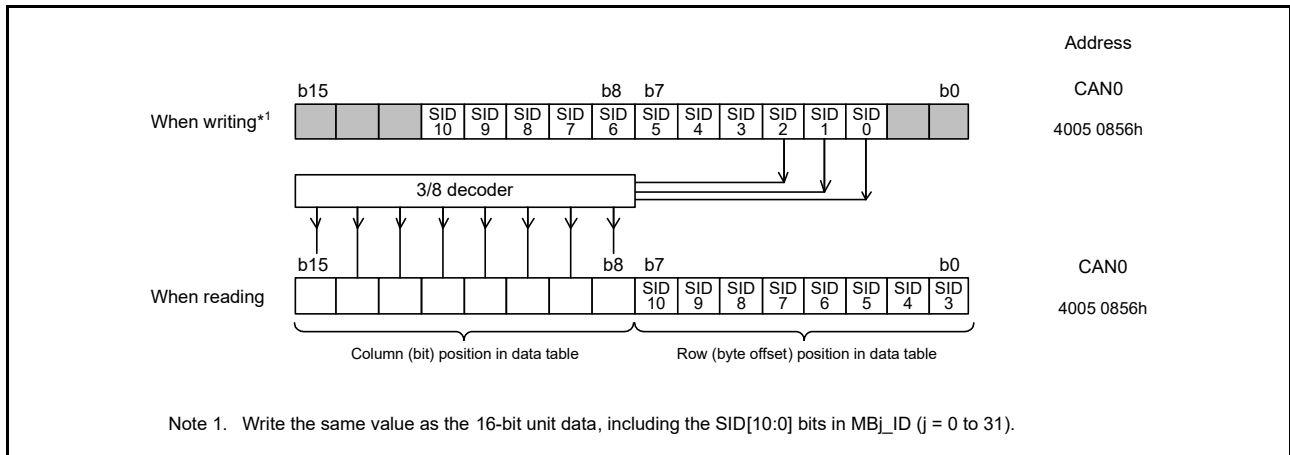 Address
b15 b8 b7 b0 CAN0
When writing*1 SID 10 SID 9 SID 8 SID 7 SID 6 SID 5 SID 4 SID 3 SID 2 SID 1 SID 0 4005 0856h
3/8 decoder
b15 b8 b7 b0 CAN0
When reading SID 10 SID 9 SID 8 SID 7 SID 6 SID 5 SID 4 SID 3 4005 0856h
Column (bit) position in data table Row (byte offset) position in data table
Note 1. Write the same value as the 16-bit unit data, including the SID[10:0] bits in MBj_ID (j = 0 to 31).